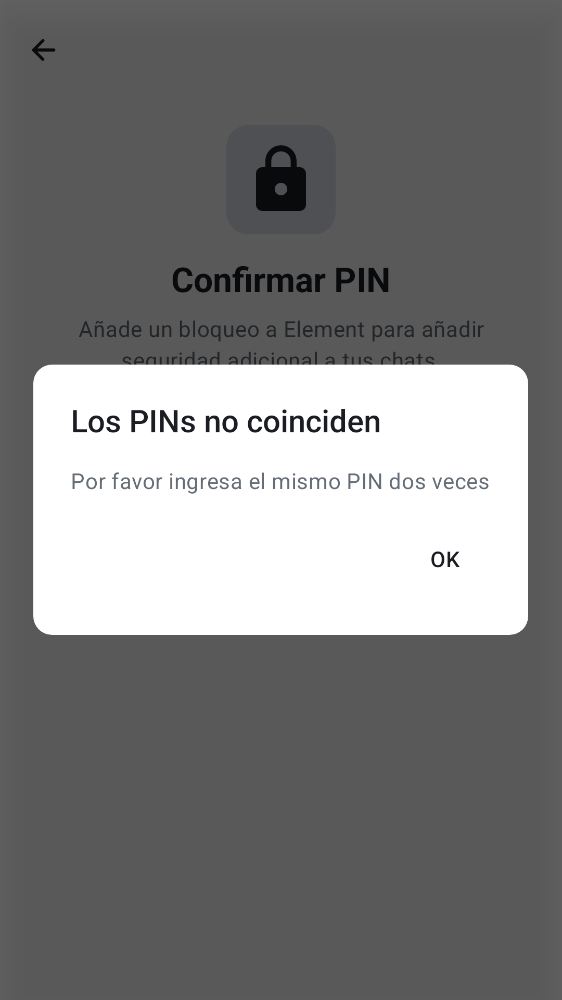 Confirmar PIN
Añade un bloqueo a Element para añadir
seguridad adicional a tus chats.
Los PINs no coinciden
Por favor ingresa el mismo PIN dos veces
OK